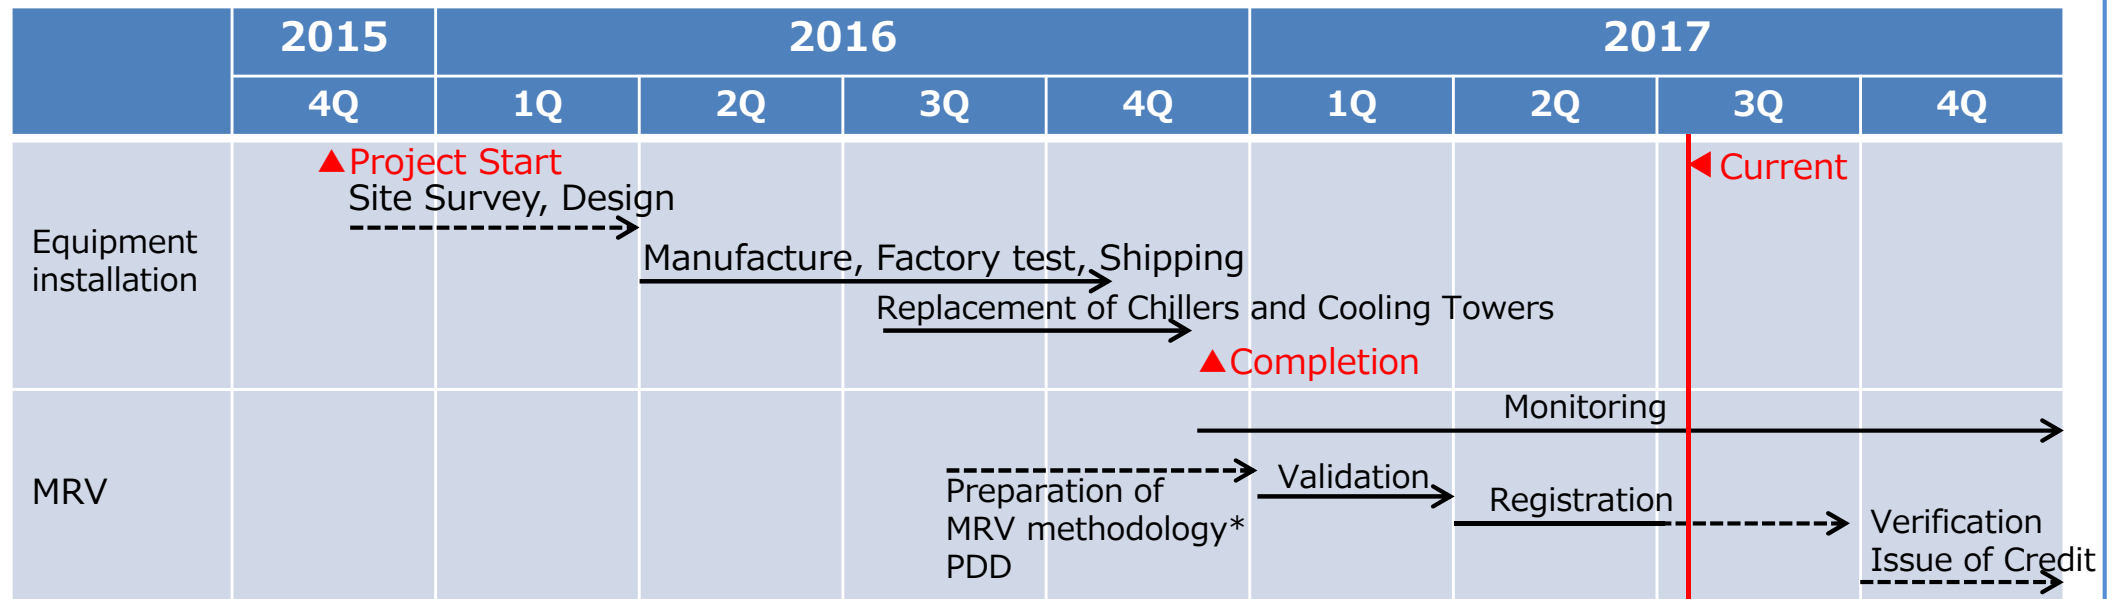 2015 2016 2017
4Q 1Q 2Q 3Q 4Q 1Q 2Q 3Q 4Q
▲Project Start
◀Current
Site Survey, Design
Equipment
installation
Manufacture, Factory test, Shipping
Replacement of Chillers and Cooling Towers
▲Completion
MRV
Monitoring
Preparation of
MRV methodology*
PDD
Validation
Registration
Verification
Issue of Credit